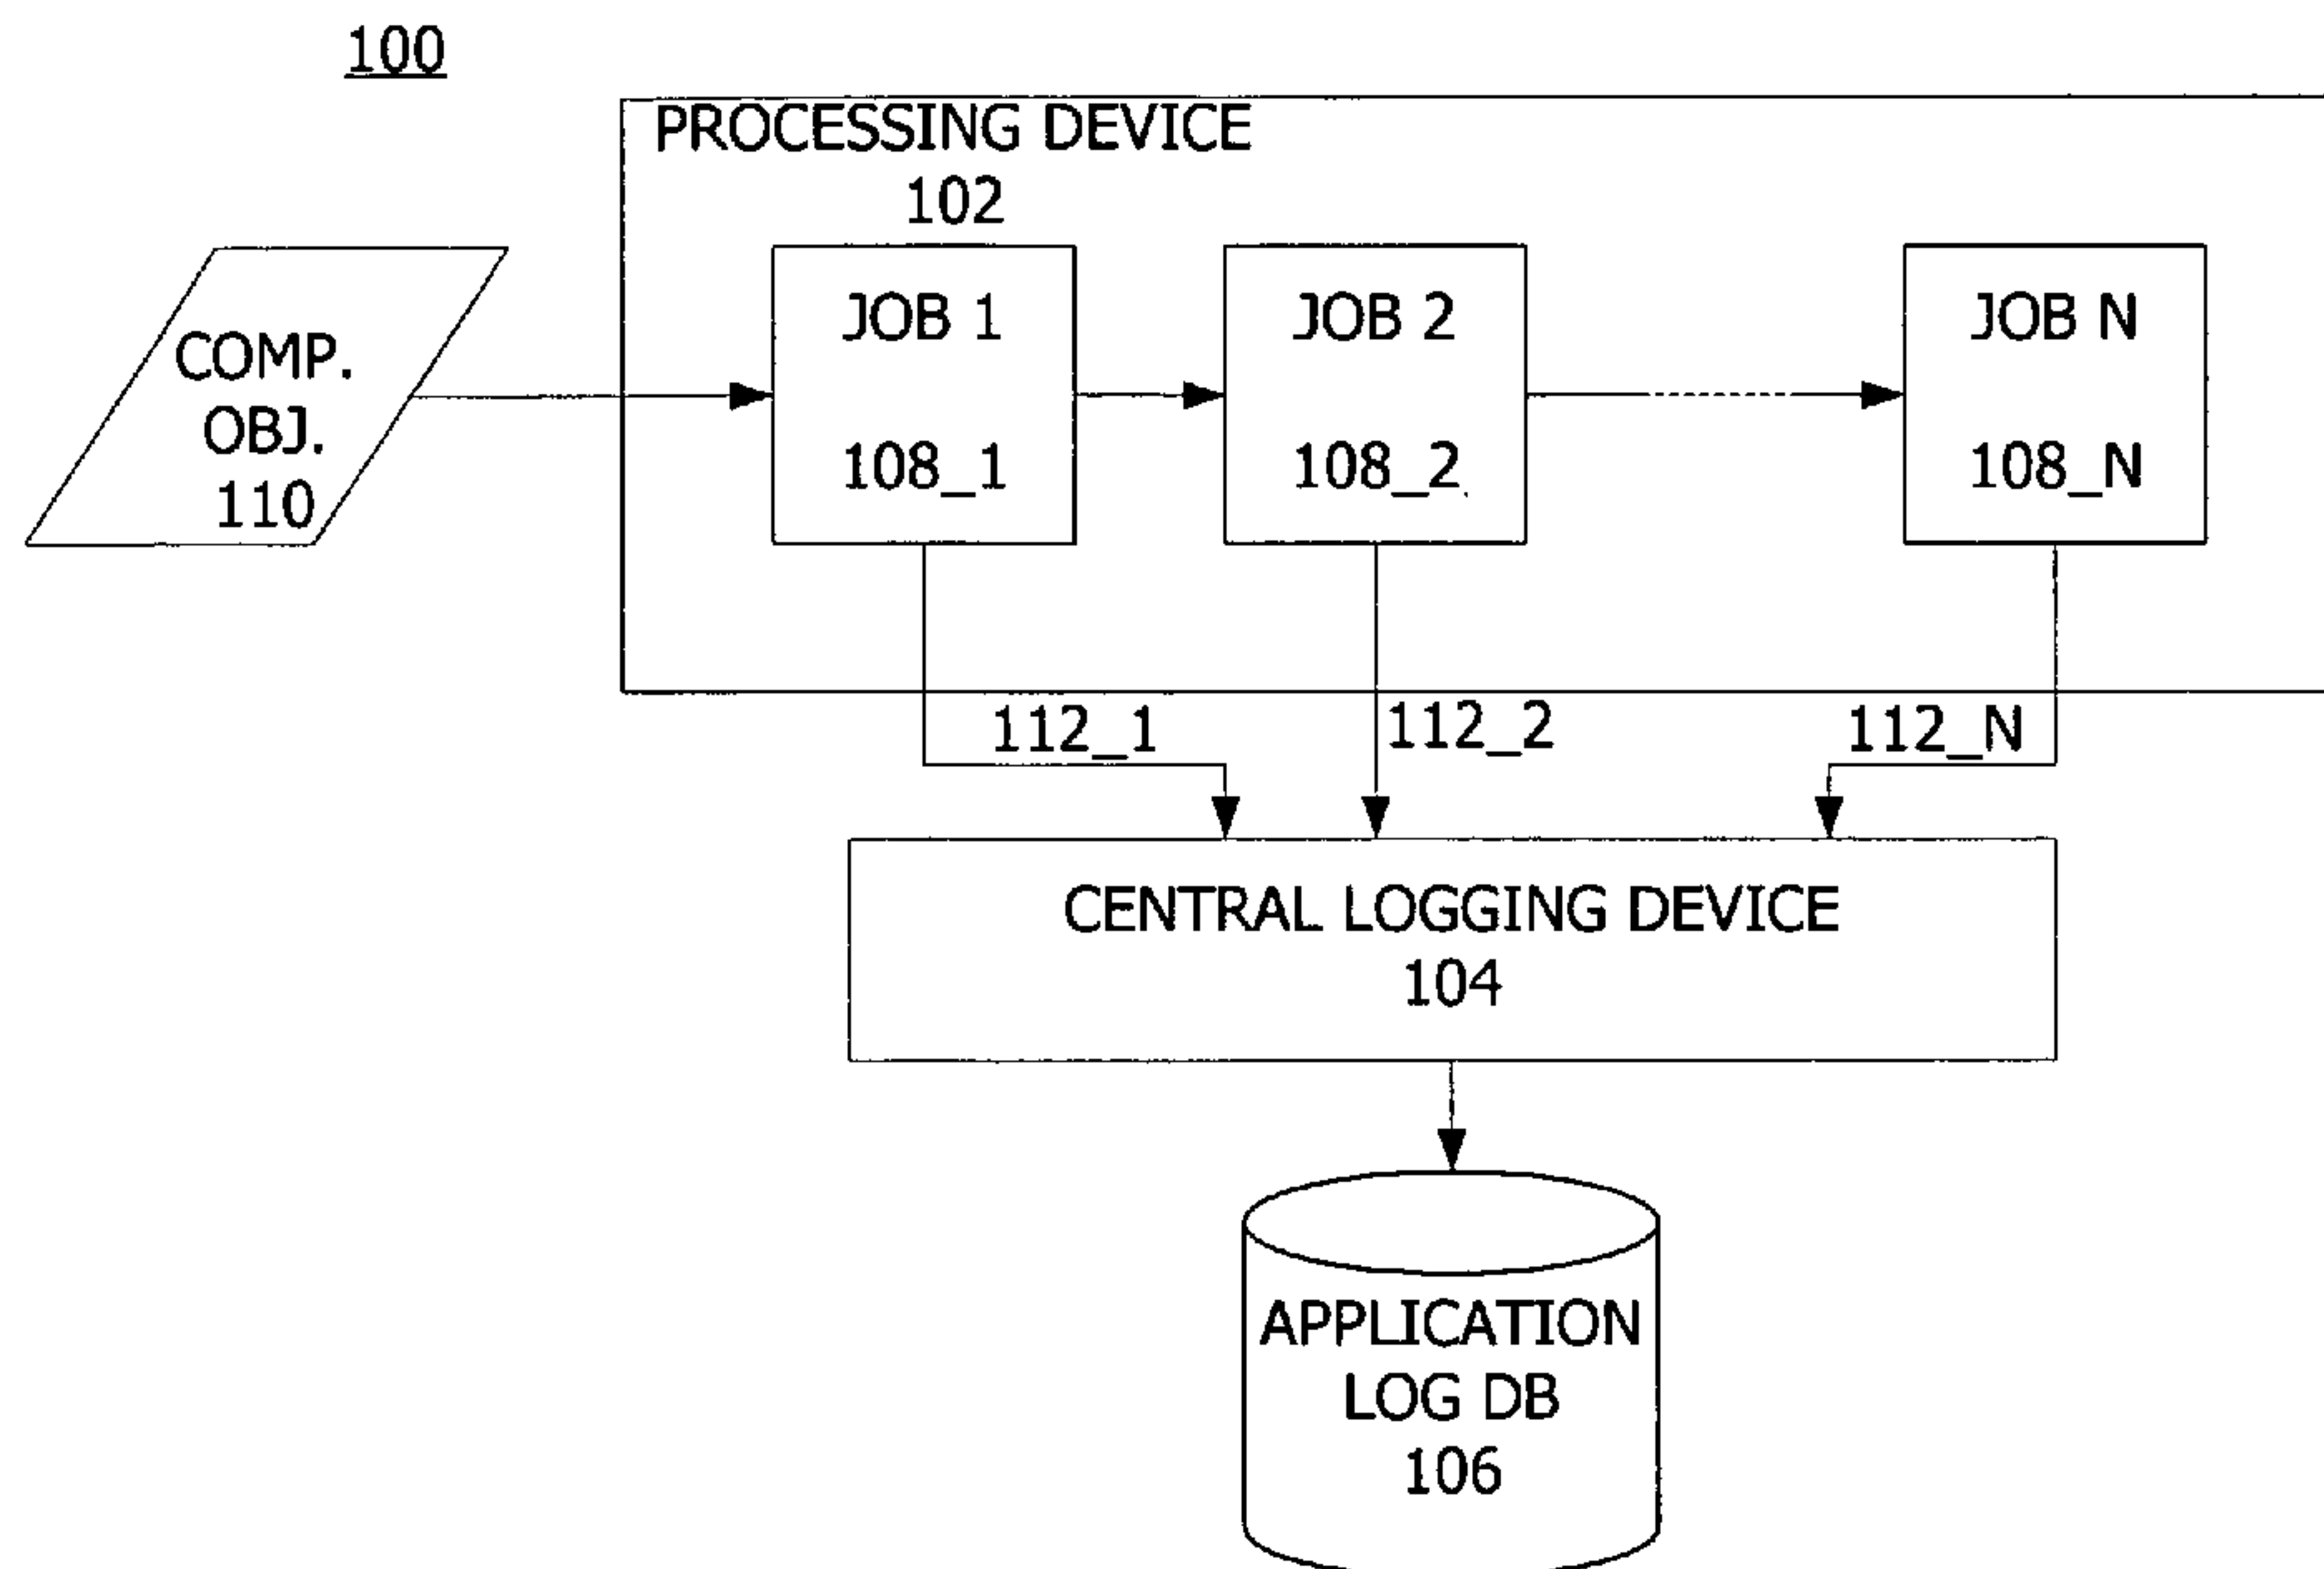 100
PROCESSING DEVICE
102
COMP.
OBJ.
110
JOB 1
108_1
JOB 2
108_2
JOB N
108_N
112_1
112_2
112_N
CENTRAL LOGGING DEVICE
104
APPLICATION
LOG DB
106